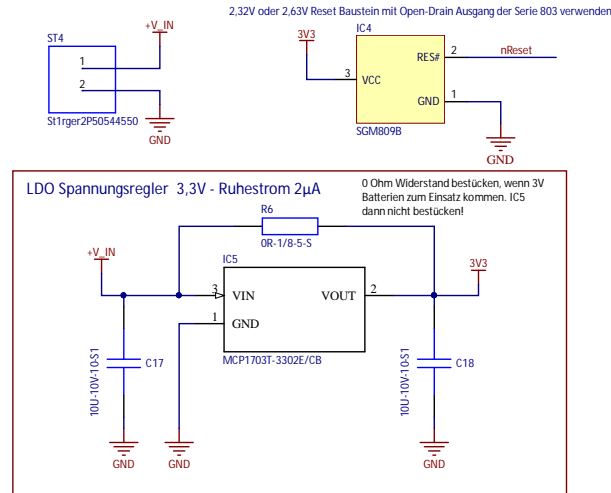 2,32V oder 2,63V Reset Baustein mit Open-Drain Ausgang der Serie 803 verwenden
ST4
+V_IN
1
2
St1rger2P50544550
GND
3V3
IC4
RES#
2
nReset
3
VCC
GND
1
SGM809B
GND
LDO Spannungsregler 3,3V - Ruhestrom 2µA
0 Ohm Widerstand bestücken, wenn 3V
Batterien zum Einsatz kommen. IC5
dann nicht bestücken!
R6
0R-1/8-5-S
+V_IN
IC5
3V3
3
VIN
VOUT
2
1
GND
MCP1703T-3302E/CB
C17
10U-10V-10-S1
C18
10U-10V-10-S1
GND
GND
GND